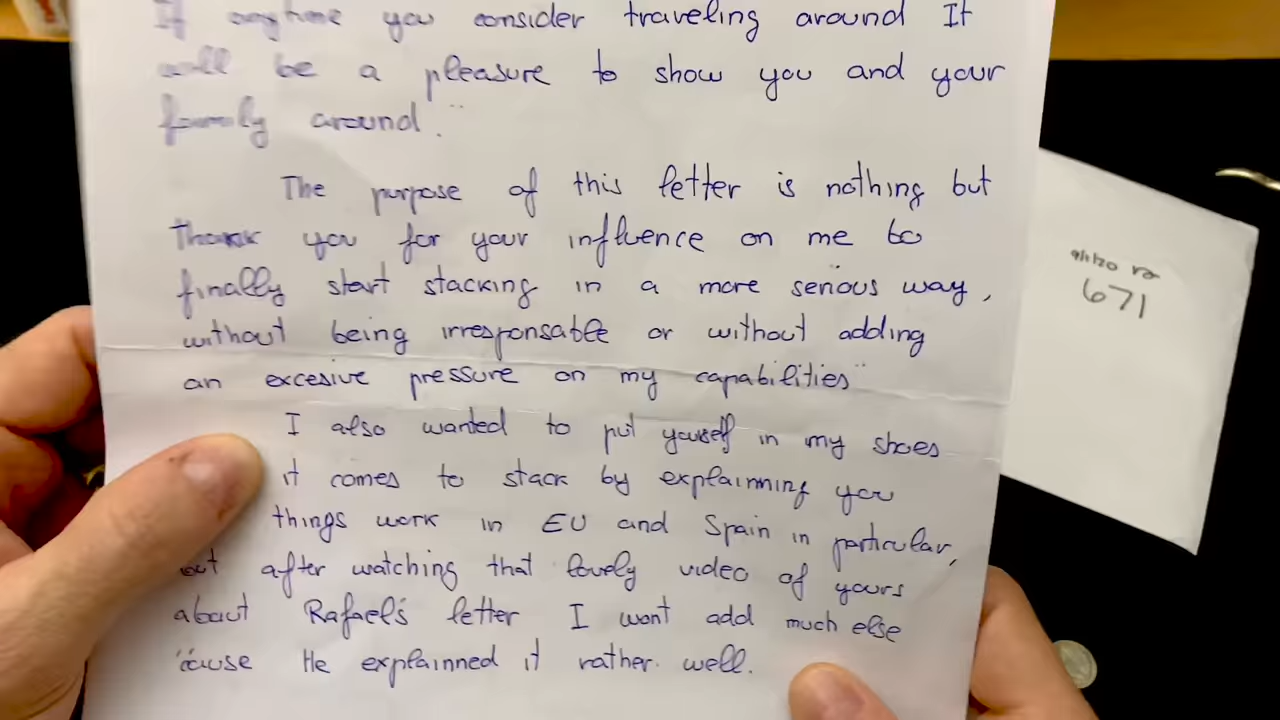 If anytime you consider traveling around It
will be a pleasure to show you and your
family around.
The purpose of this letter is nothing but
thank you for your influence on me to
finally start stacking in a more serious way,
without being irresponsable or without adding
an excesive pressure on my capabilities
I also wanted to put yourself in my shoes
it comes to stack by explainning you
things work in EU and Spain in particular,
but after watching that lovely video of yours
about Rafael's letter I wont add much else
'cause He explainned it rather well.
671